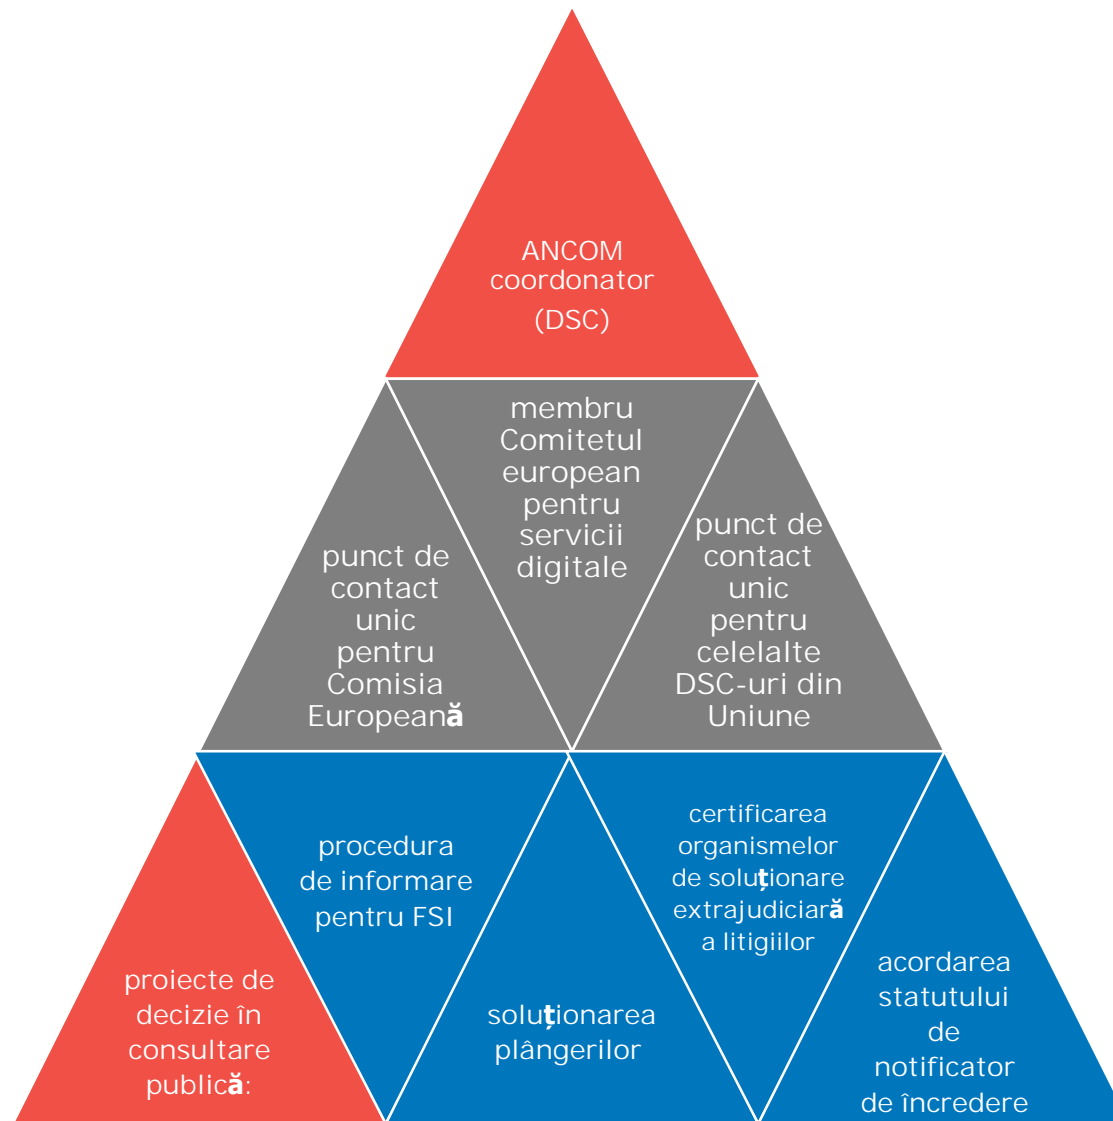 ANCOM
coordonator
(DSC)
punct de
contact
unic
pentru
Comisia
Europeană
membru
Comitetul
european
pentru
servicii
digitale
punct de
contact
unic
pentru
celelalte
DSC-uri din
Uniune
proiecte de
decizie în
consultare
publică:
procedura
de informare
pentru FSI
soluționarea
plângerilor
certificarea
organismelor
de soluționare
extrajudiciară
a litigiilor
acordarea
statutului
de
notificator
de încredere